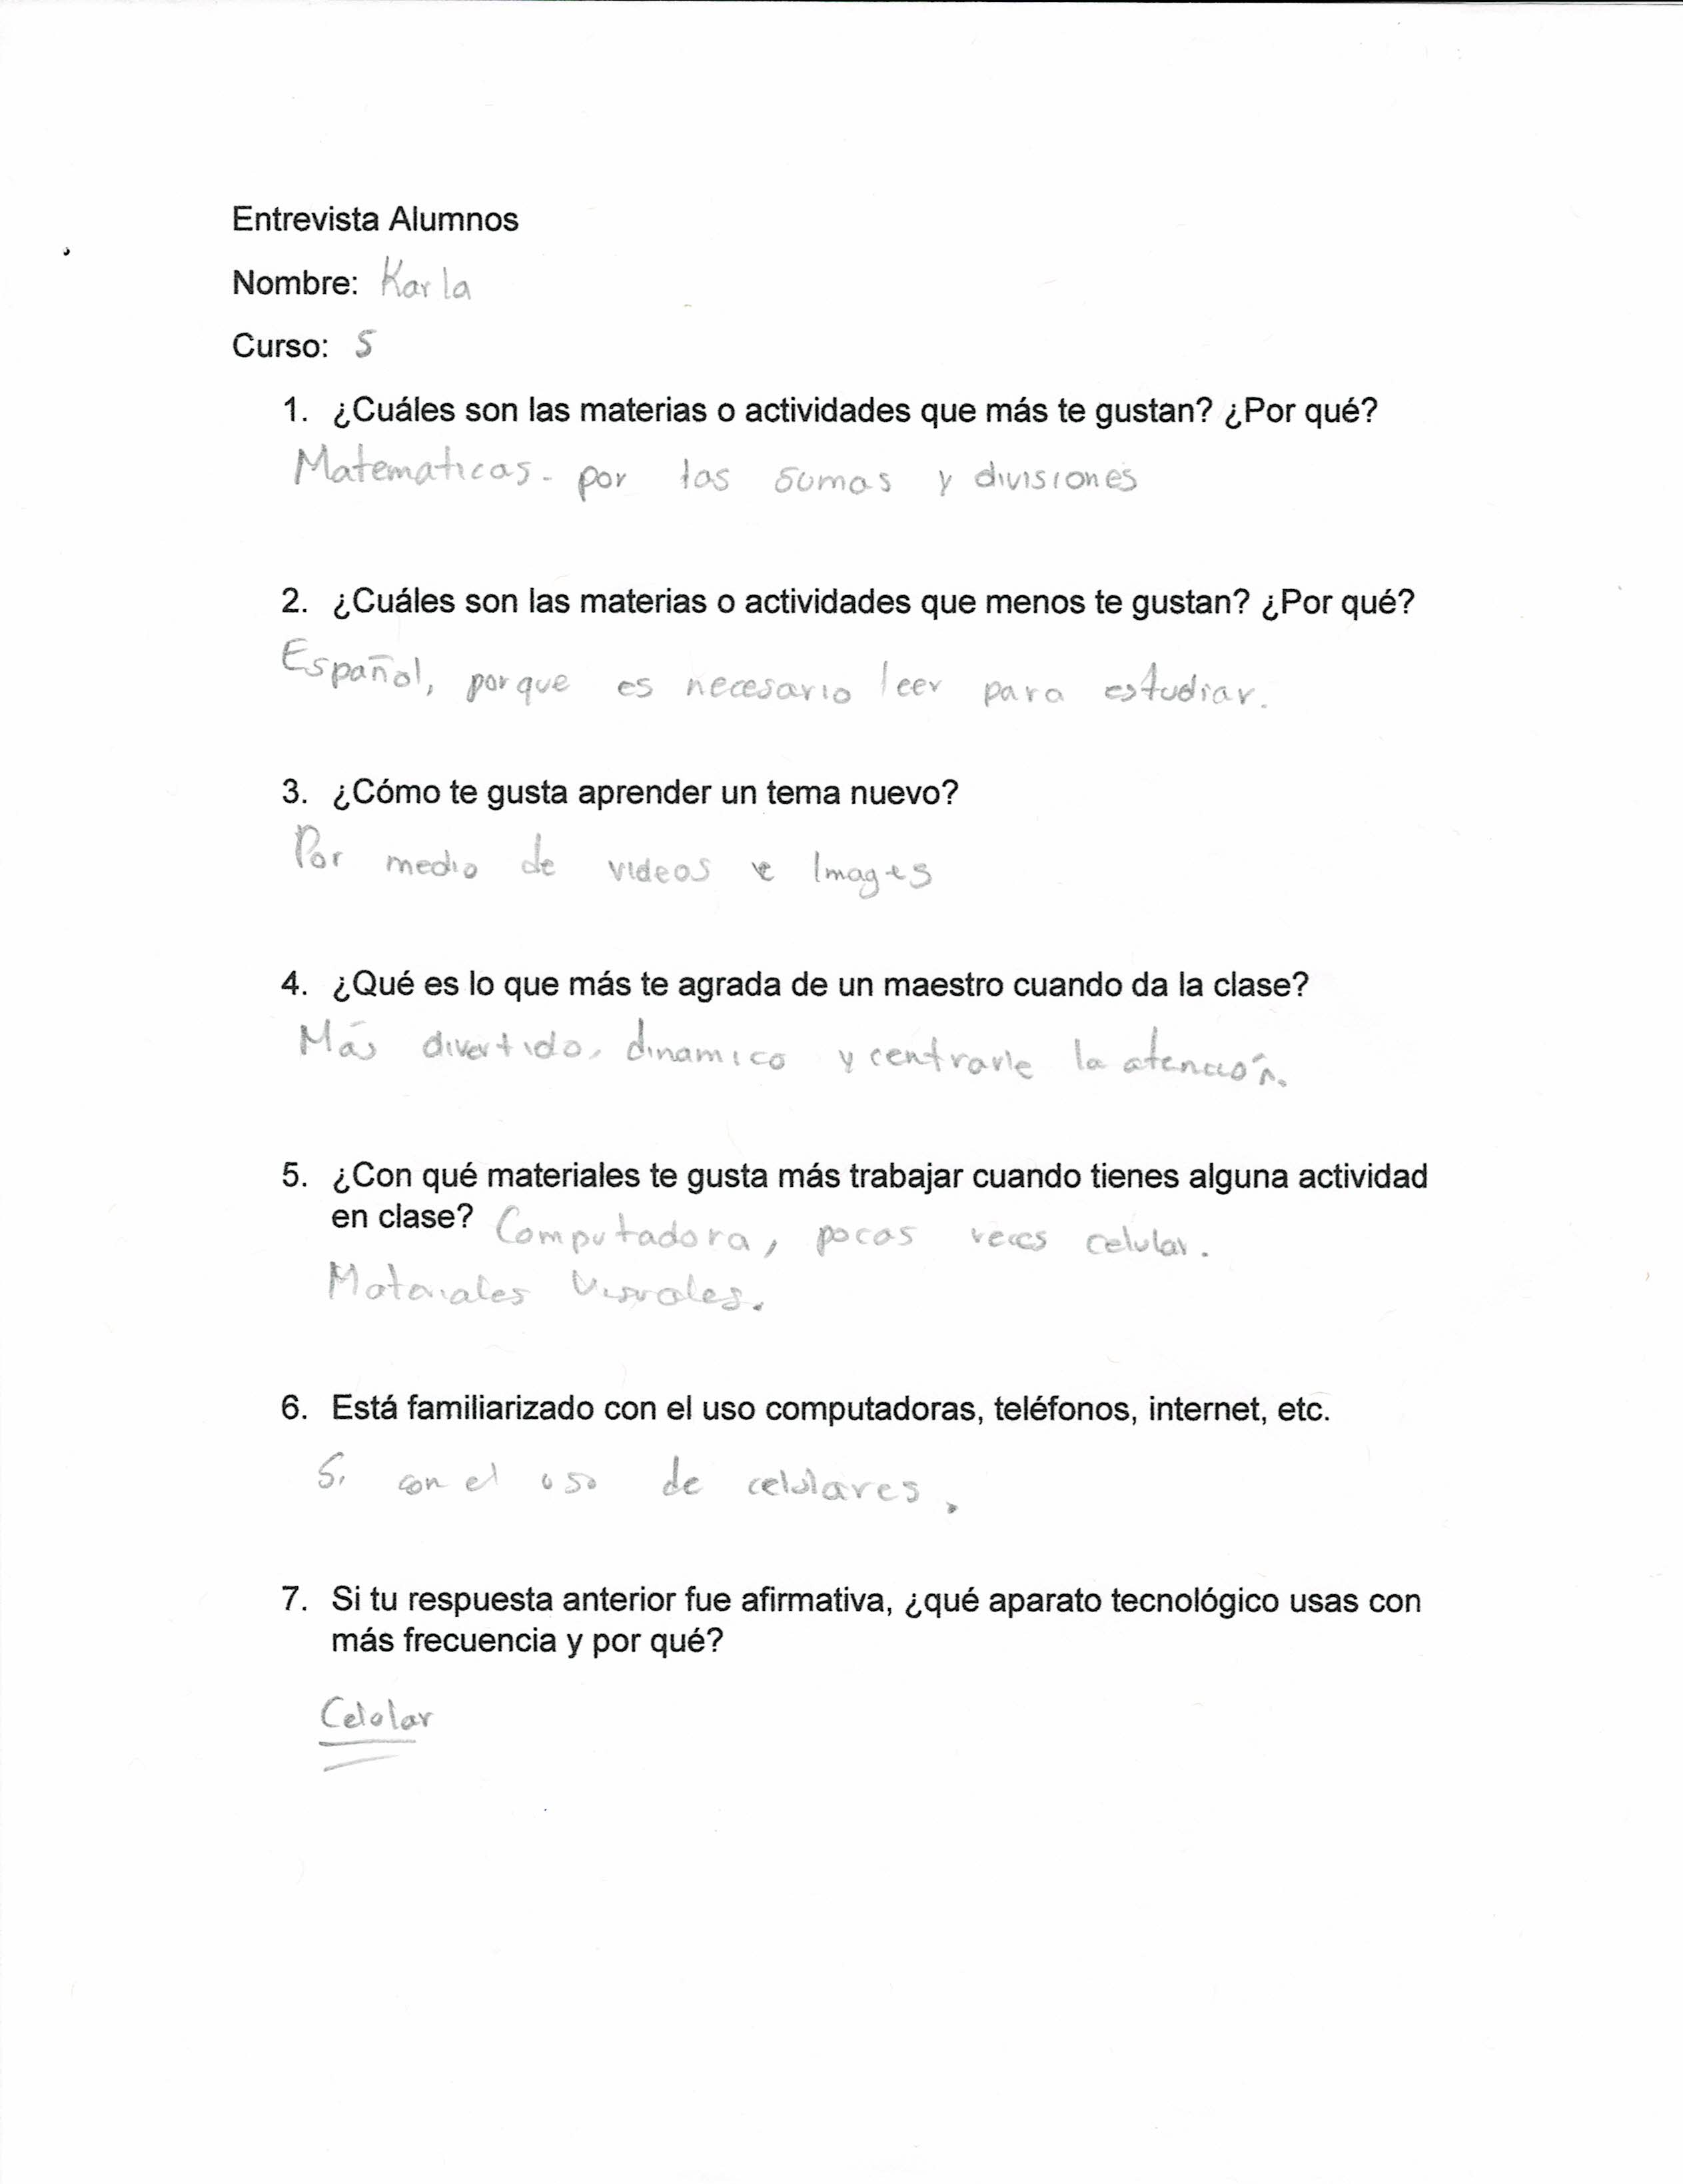 Entrevista Alumnos
Nombre: Karla
Curso: 5
1. ¿Cuáles son las materias o actividades que más te gustan? ¿Por qué?
Matematicas - por las sumas y divisiones
2. ¿Cuáles son las materias o actividades que menos te gustan? ¿Por qué?
Español, porque es necesario leer para estudiar.
3. ¿Cómo te gusta aprender un tema nuevo?
Por medio de videos e Images
4. ¿Qué es lo que más te agrada de un maestro cuando da la clase?
Más divertido, dinamico y centrarle la atención.
5. ¿Con qué materiales te gusta más trabajar cuando tienes alguna actividad
en clase? Computadora, pocas veces celular.
Materiales Visuales.
6. Está familiarizado con el uso computadoras, teléfonos, internet, etc.
Si con el uso de celulares.
7. Si tu respuesta anterior fue afirmativa, ¿qué aparato tecnológico usas con
más frecuencia y por qué?
Celular